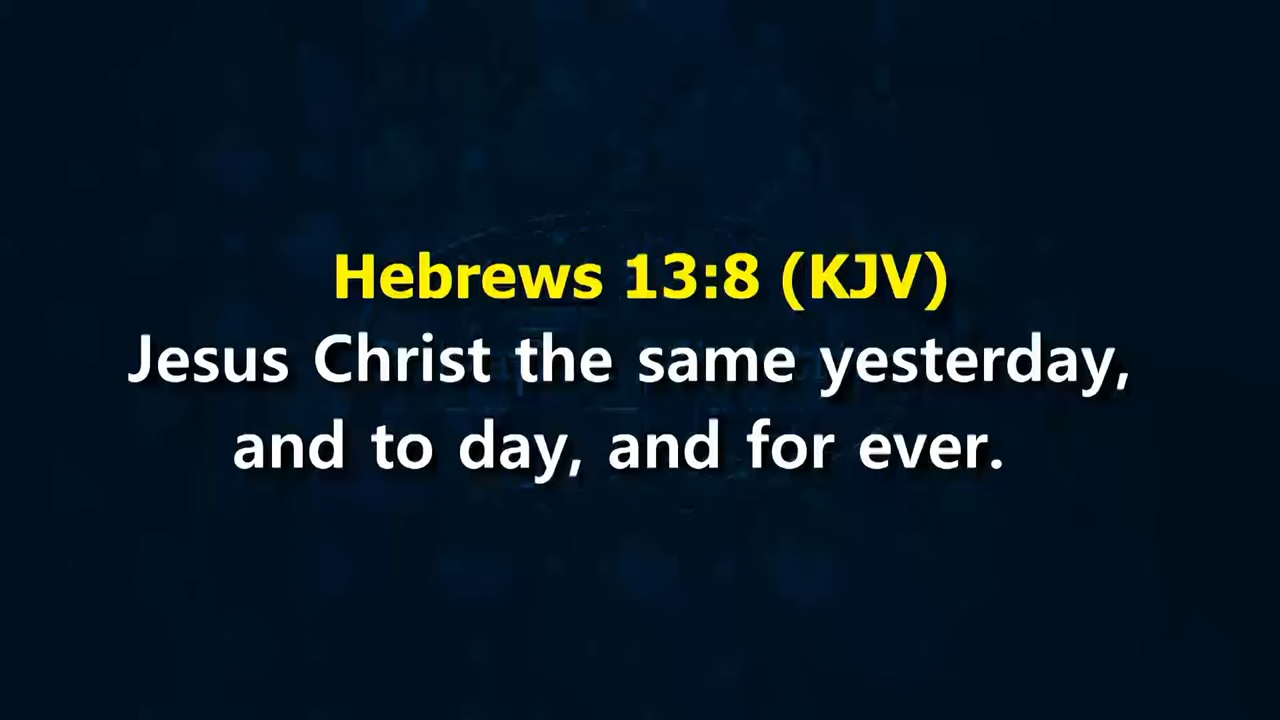 Hebrews 13:8 (KJV)
Jesus Christ the same yesterday,
and to day, and for ever.